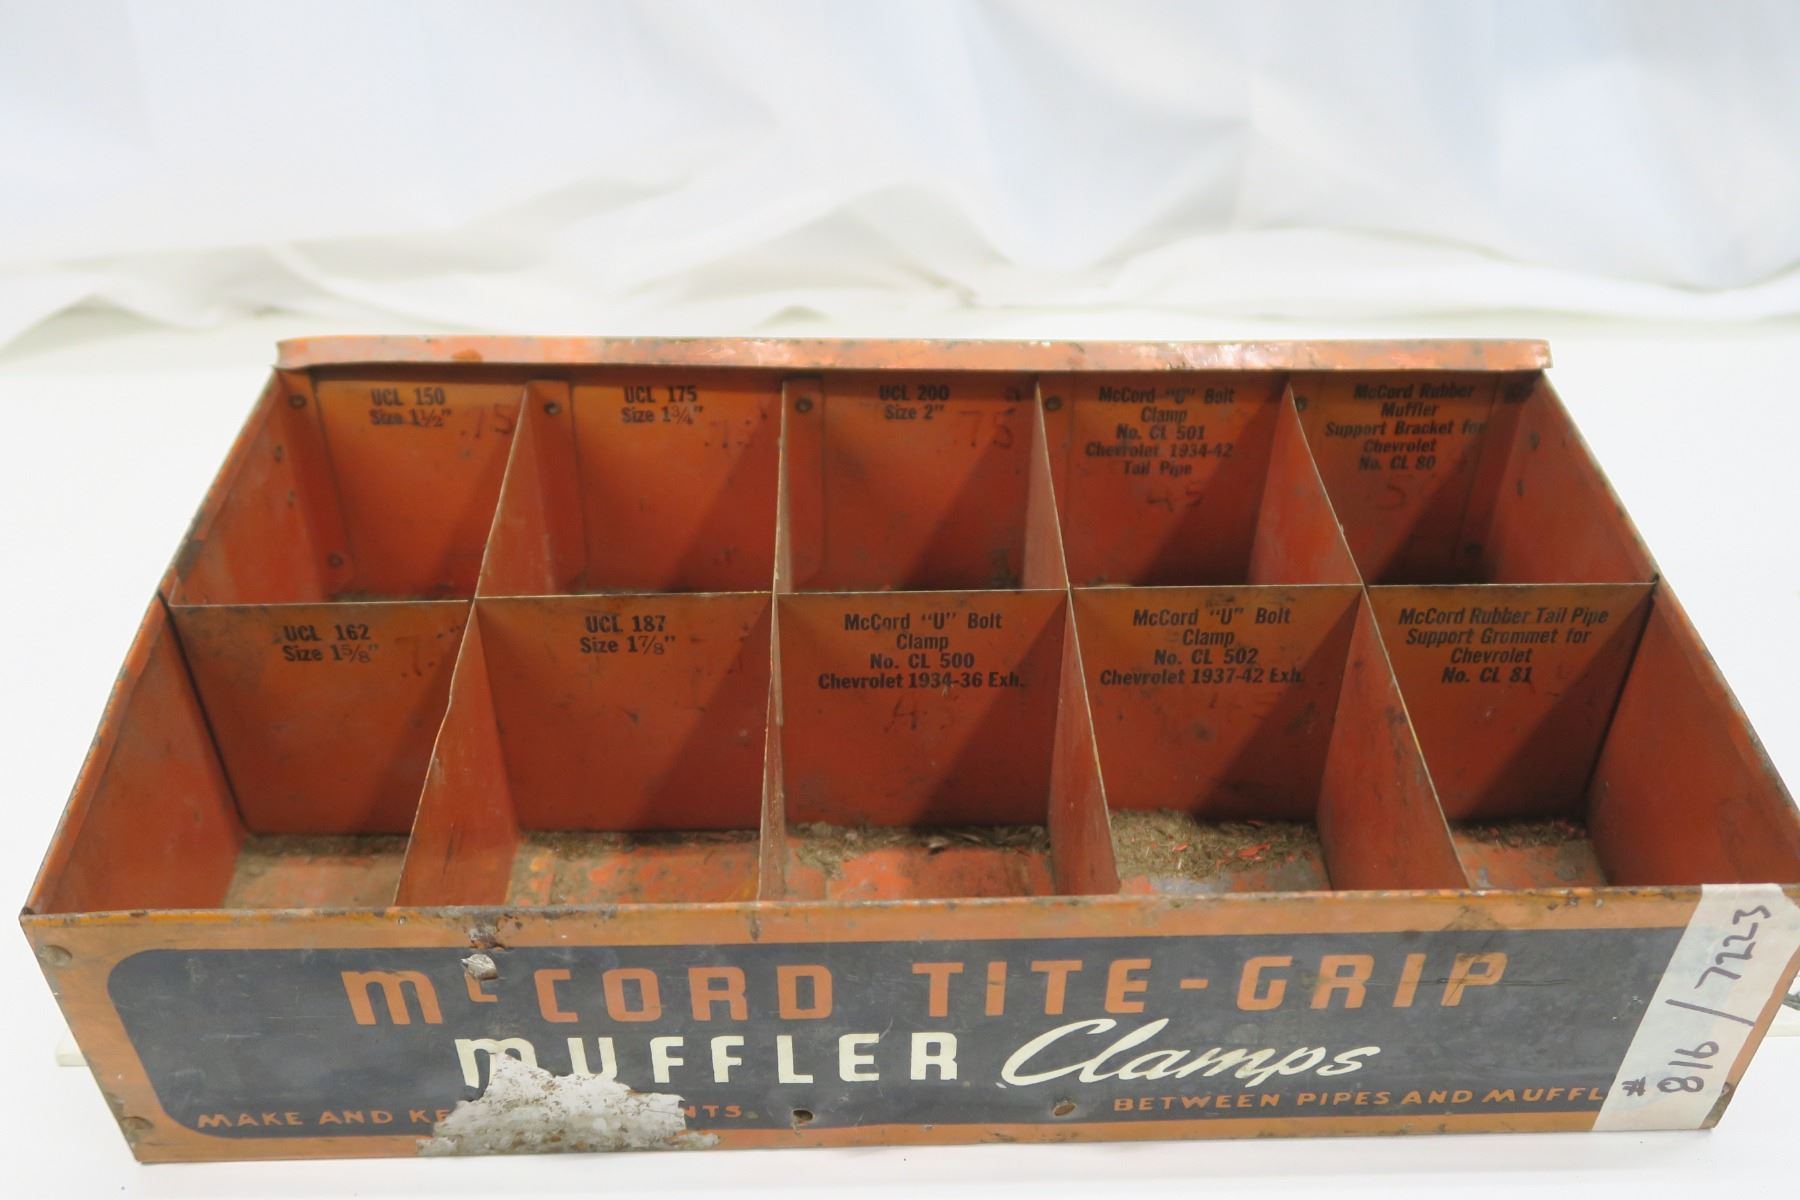 UCL 150
Size 1½"
.75
UCL 175
Size 1¾"
UCL 200
Size 2"
.75
McCord "U" Bolt
Clamp
No. CL 501
Chevrolet 1934-42
Tail Pipe
45
McCord Rubber
Muffler
Support Bracket for
Chevrolet
No. CL 80
UCL 162
Size 1⅝"
UCL 187
Size 1⅞"
McCord "U" Bolt
Clamp
No. CL 500
Chevrolet 1934-36 Exh.
45
McCord "U" Bolt
Clamp
No. CL 502
Chevrolet 1937-42 Exh.
McCord Rubber Tail Pipe
Support Grommet for
Chevrolet
No. CL 81
McCORD TITE-GRIP
MUFFLER Clamps
MAKE AND KE NTS BETWEEN PIPES AND MUFFL
# 816 / 7223